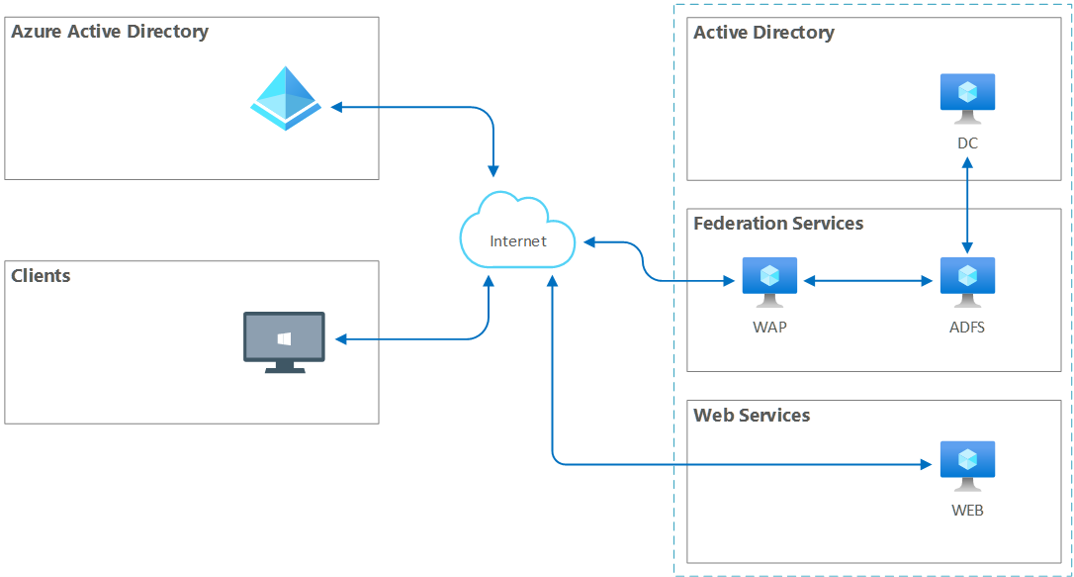 Azure Active Directory
Active Directory
DC
Internet
Federation Services
WAP
ADFS
Clients
Web Services
WEB